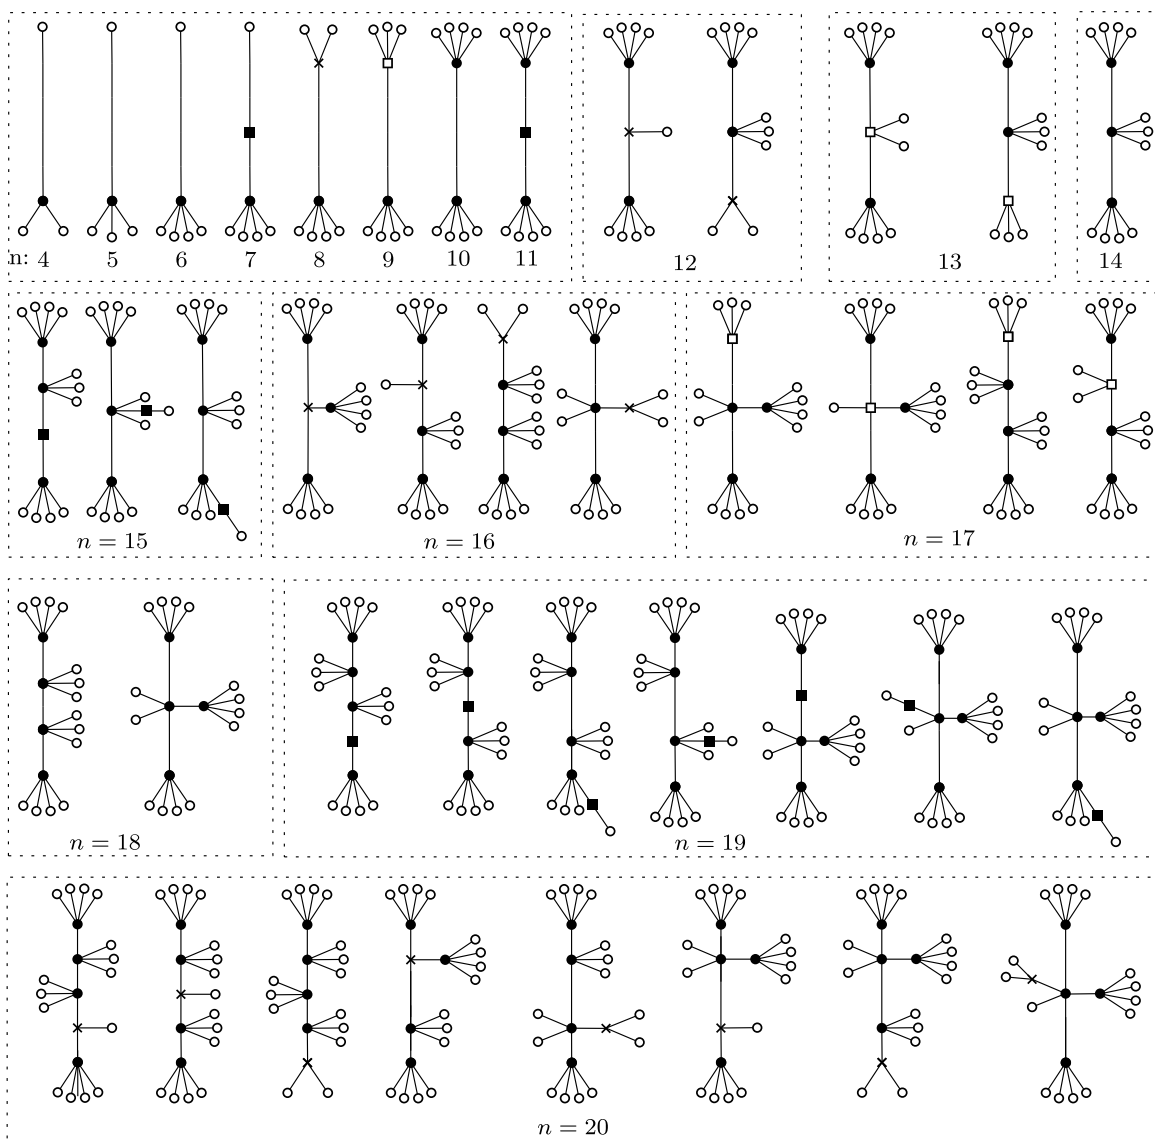 n: 4 5 6 7 8 9 10 11 12 13 14
n = 15 n = 16 n = 17
n = 18 n = 19
n = 20